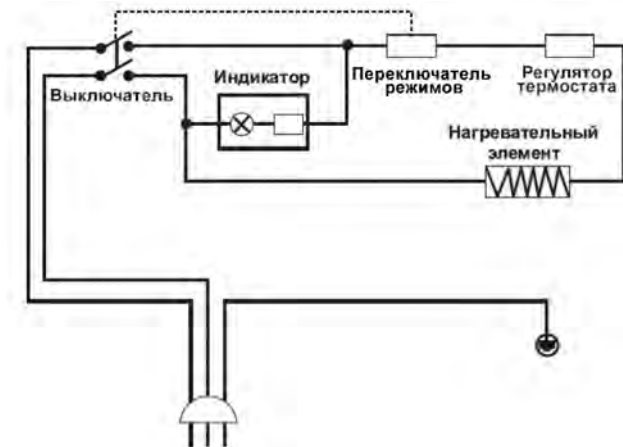 Индикатор
Выключатель
Переключатель
режимов
Регулятор
термостата
Нагревательный
элемент